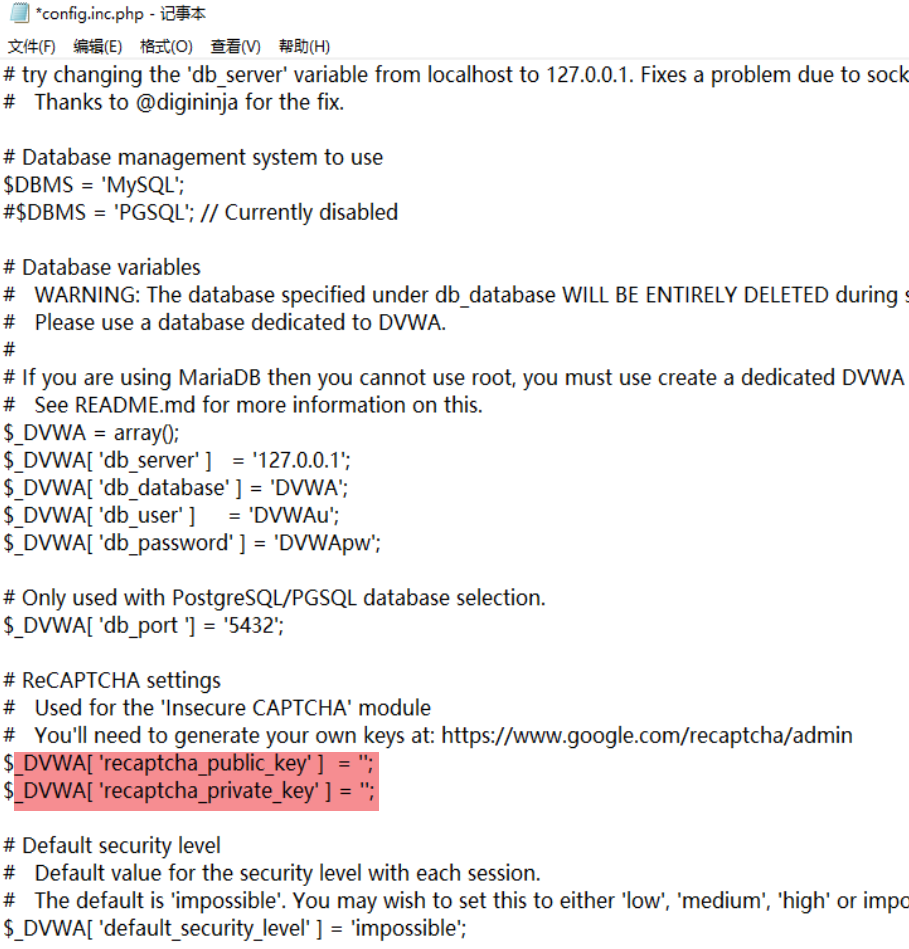 *config.inc.php - 记事本
文件(F) 编辑(E) 格式(O) 查看(V) 帮助(H)
# try changing the 'db_server' variable from localhost to 127.0.0.1. Fixes a problem due to sock
#   Thanks to @digininja for the fix.
# Database management system to use
$DBMS = 'MySQL';
#$DBMS = 'PGSQL'; // Currently disabled
# Database variables
#   WARNING: The database specified under db_database WILL BE ENTIRELY DELETED during s
#   Please use a database dedicated to DVWA.
#
# If you are using MariaDB then you cannot use root, you must use create a dedicated DVWA
#   See README.md for more information on this.
$_DVWA = array();
$_DVWA[ 'db_server' ]   = '127.0.0.1';
$_DVWA[ 'db_database' ] = 'DVWA';
$_DVWA[ 'db_user' ]     = 'DVWAu';
$_DVWA[ 'db_password' ] = 'DVWApw';
# Only used with PostgreSQL/PGSQL database selection.
$_DVWA[ 'db_port '] = '5432';
# ReCAPTCHA settings
#   Used for the 'Insecure CAPTCHA' module
#   You'll need to generate your own keys at: https://www.google.com/recaptcha/admin
$_DVWA[ 'recaptcha_public_key' ]  = '';
$_DVWA[ 'recaptcha_private_key' ] = '';
# Default security level
#   Default value for the security level with each session.
#   The default is 'impossible'. You may wish to set this to either 'low', 'medium', 'high' or impo
$_DVWA[ 'default_security_level' ] = 'impossible';